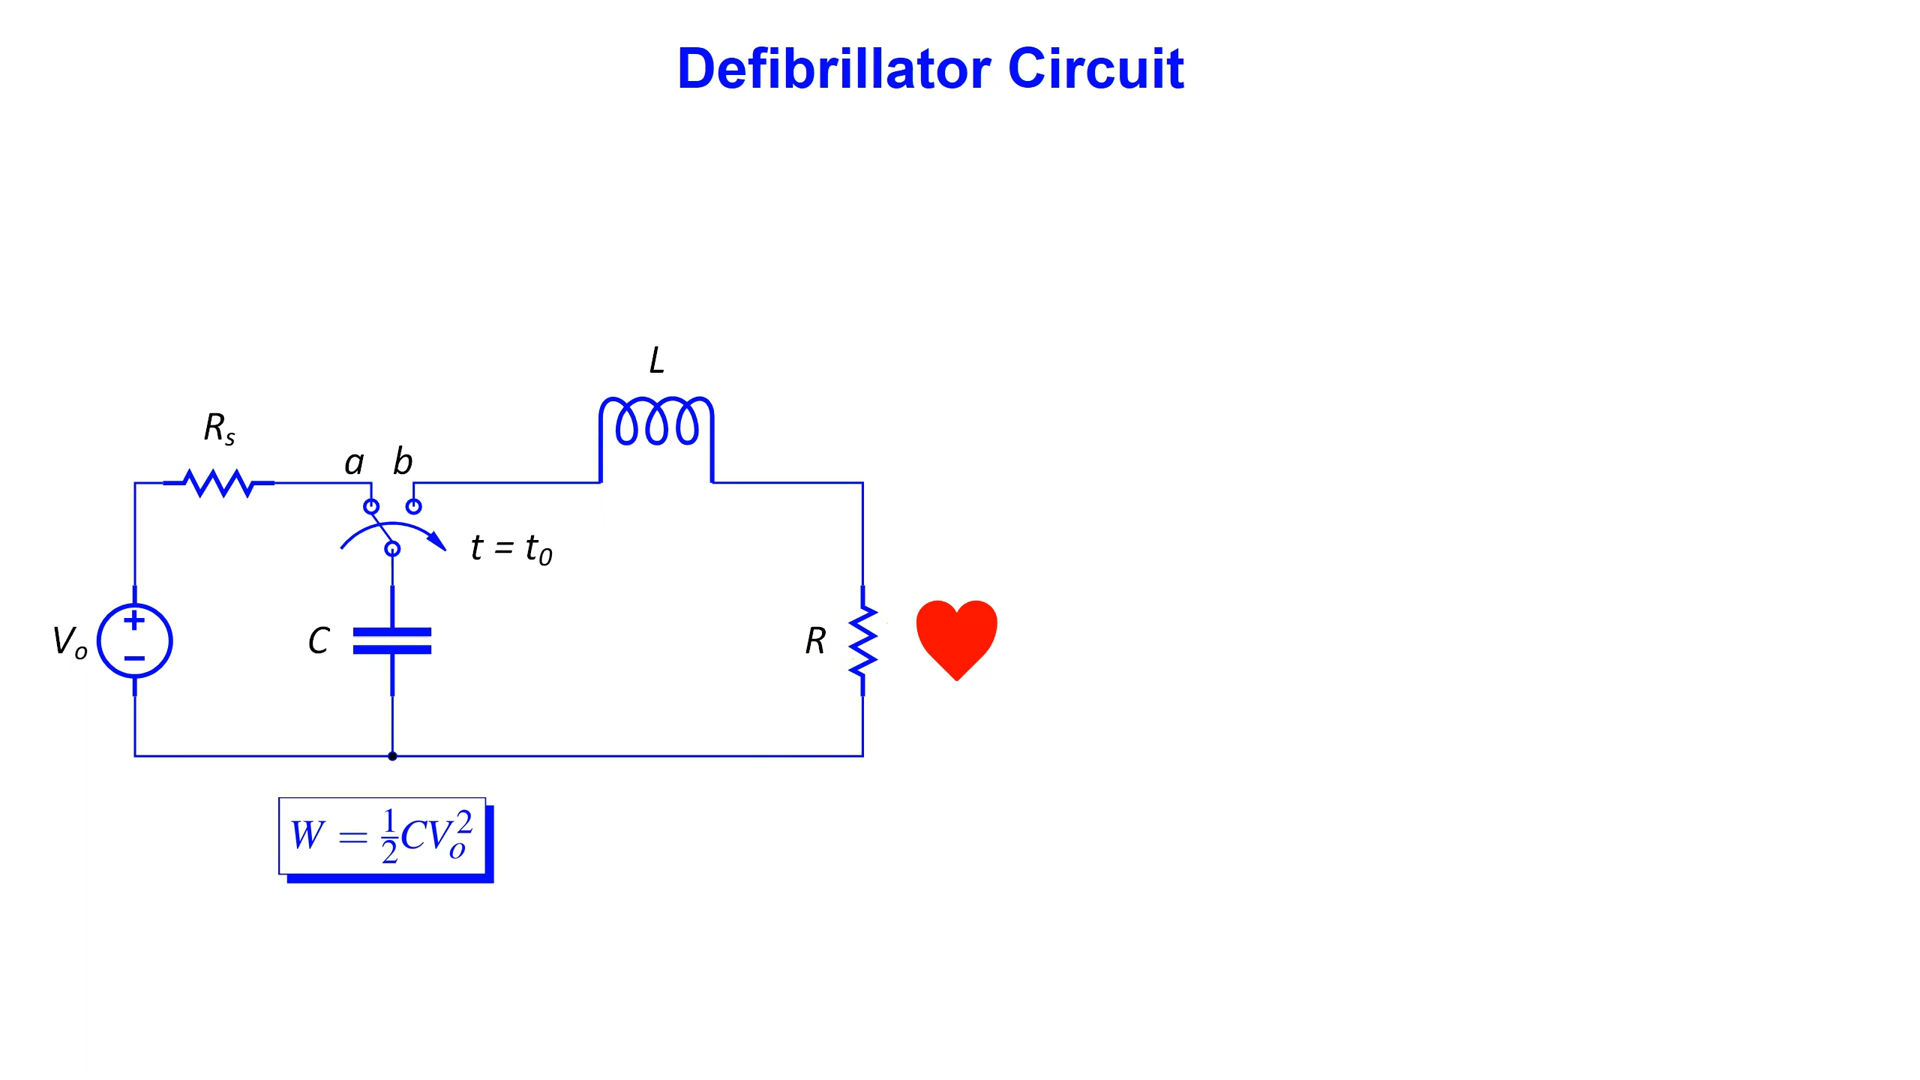 Defibrillator Circuit
L
Rₛ
a b
t = t₀
Vₒ
+
−
C
R
W = ½CVₒ²